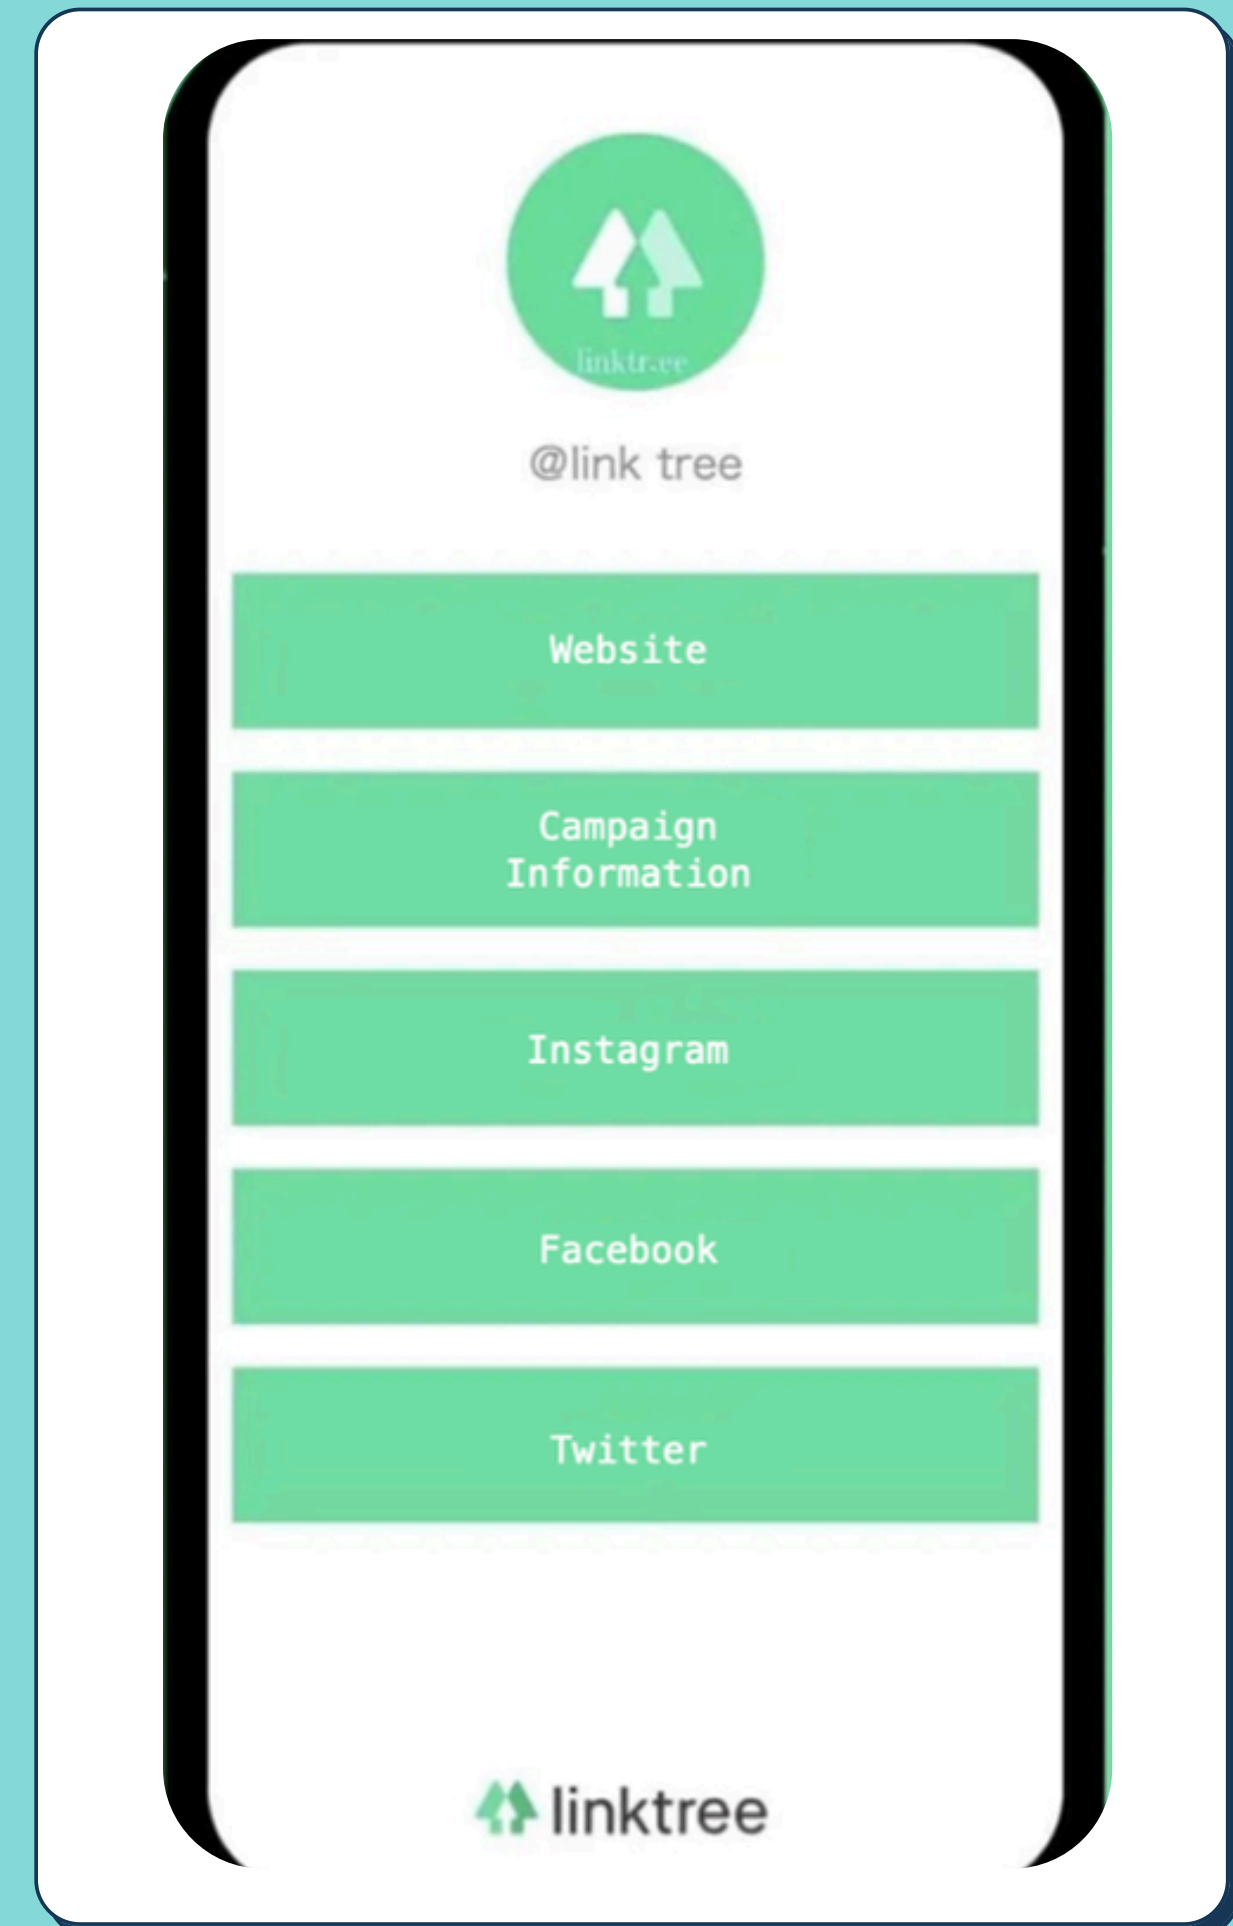 linktr.ee
@link tree
Website
Campaign
Information
Instagram
Facebook
Twitter
linktree